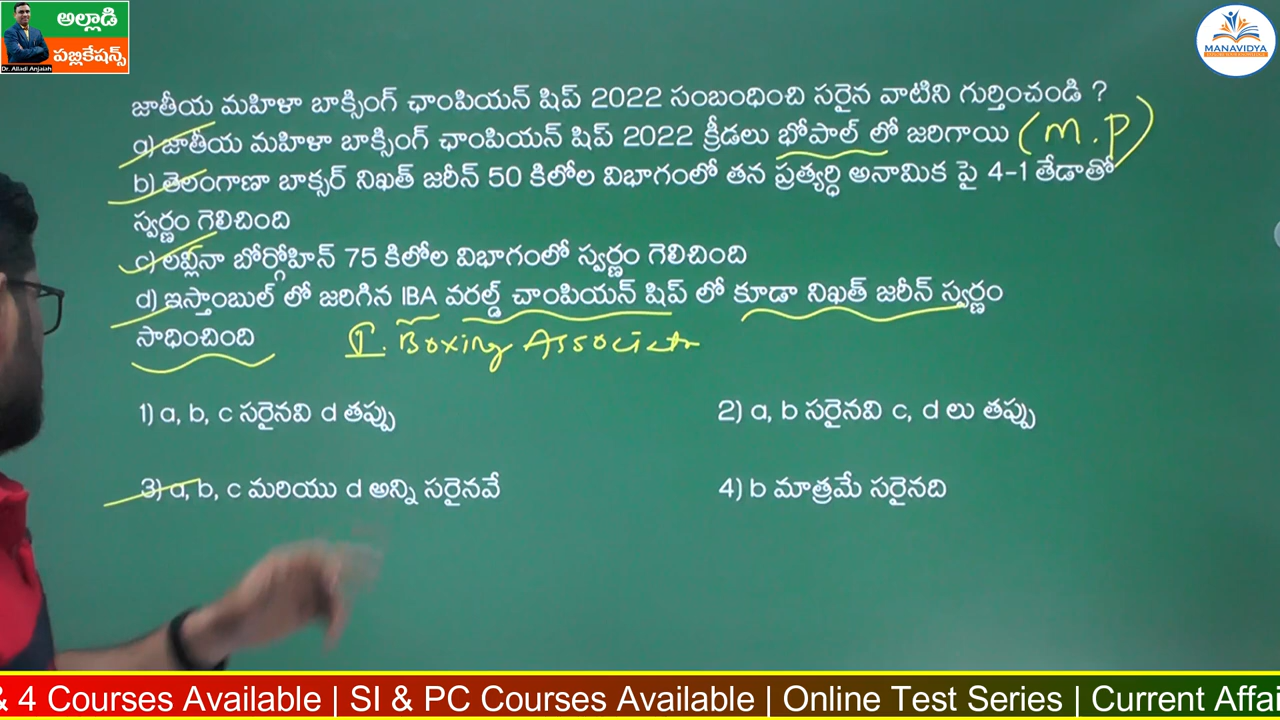 అల్లాడి
పబ్లికేషన్స్
Dr. Alladi Anjaiah
MANAVIDYA
జాతీయ మహిళా బాక్సింగ్ ఛాంపియన్ షిప్ 2022 సంబంధించి సరైన వాటిని గుర్తించండి ?
a) జాతీయ మహిళా బాక్సింగ్ ఛాంపియన్ షిప్ 2022 క్రీడలు భోపాల్ లో జరిగాయి (M.P)
b) తెలంగాణా బాక్సర్ నిఖత్ జరీన్ 50 కిలోల విభాగంలో తన ప్రత్యర్ధి అనామిక పై 4-1 తేడాతో
స్వర్ణం గెలిచింది
c) లవ్లీనా బోర్గోహిన్ 75 కిలోల విభాగంలో స్వర్ణం గెలిచింది
d) ఇస్తాంబుల్ లో జరిగిన IBA వరల్డ్ చాంపియన్ షిప్ లో కూడా నిఖత్ జరీన్ స్వర్ణం
సాధించింది
I. Boxing Associatn
1) a, b, c సరైనవి d తప్పు
2) a, b సరైనవి c, d లు తప్పు
3) a, b, c మరియు d అన్ని సరైనవే
4) b మాత్రమే సరైనది
& 4 Courses Available | SI & PC Courses Available | Online Test Series | Current Affai